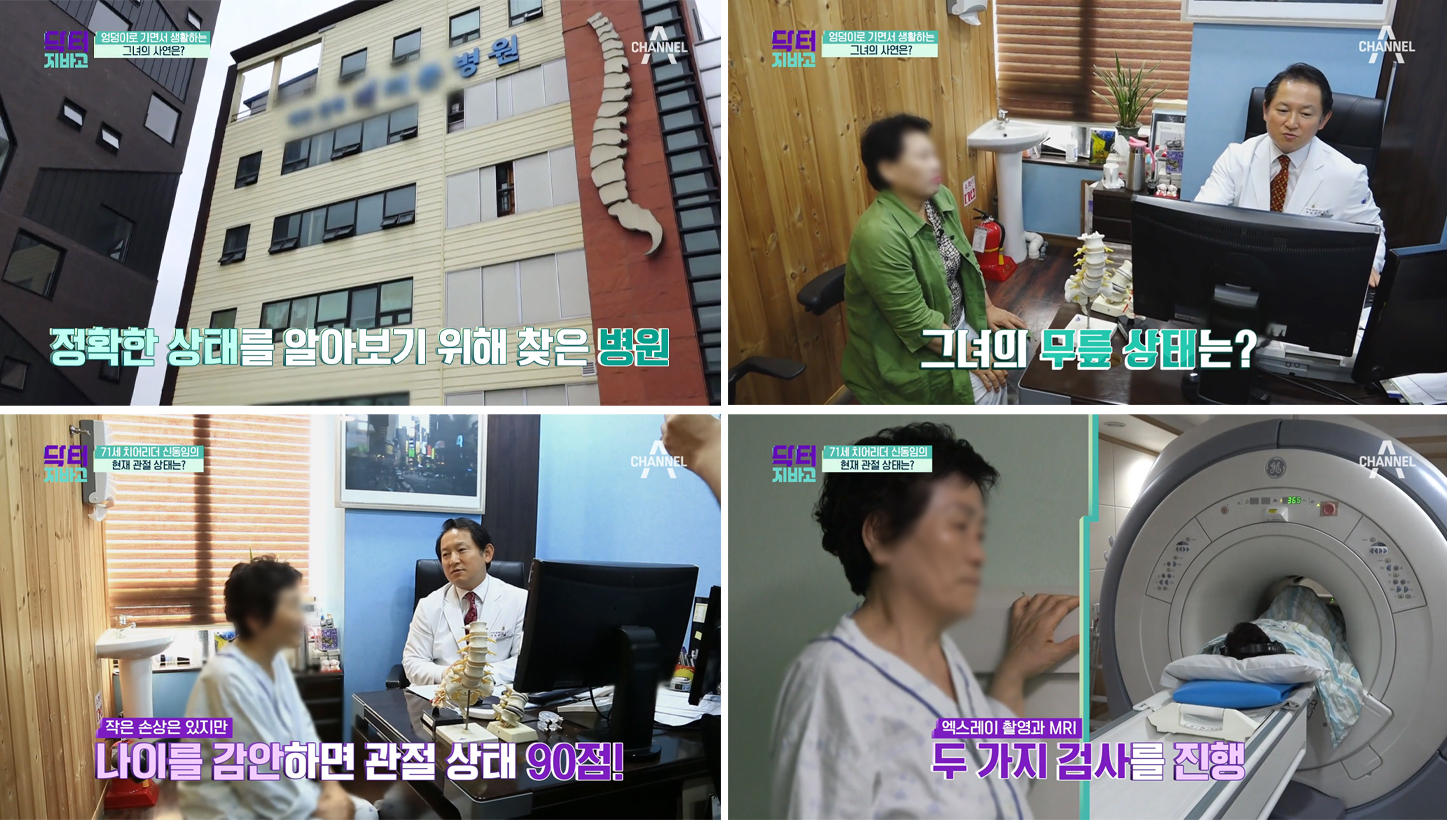 닥터
지바고
엉덩이로 기면서 생활하는
그녀의 사연은?
CHANNEL A
병원
정확한 상태를 알아보기 위해 찾은 병원
닥터
지바고
엉덩이로 기면서 생활하는
그녀의 사연은?
CHANNEL A
그녀의 무릎 상태는?
닥터
지바고
71세 치어리더 신동임의
현재 관절 상태는?
CHANNEL A
작은 손상은 있지만
나이를 감안하면 관절 상태 90점!
닥터
지바고
71세 치어리더 신동임의
현재 관절 상태는?
CHANNEL A
GE
365
엑스레이 촬영과 MRI
두 가지 검사를 진행